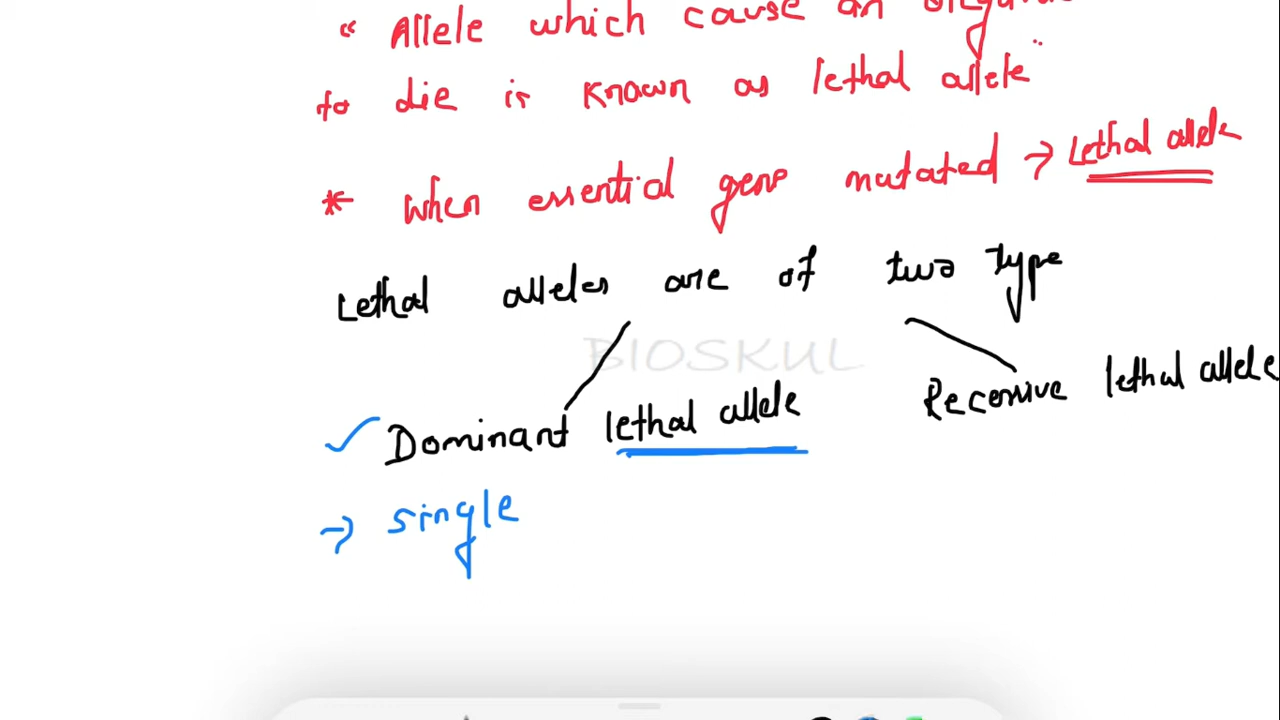 “ Allele which cause an
to die is known as lethal allele ”
* When essential gene mutated → Lethal allele
Lethal alleles are of two type
BIOSKUL
Dominant lethal allele
Recessive lethal allele
→ single